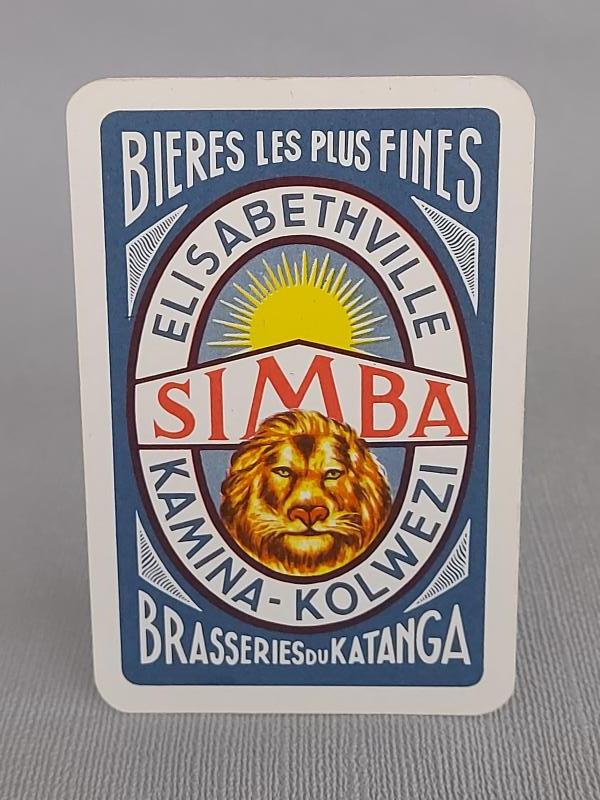 BIERES LES PLUS FINES
ELISABETHVILLE
SIMBA
KAMINA - KOLWEZI
BRASSERIES DU KATANGA